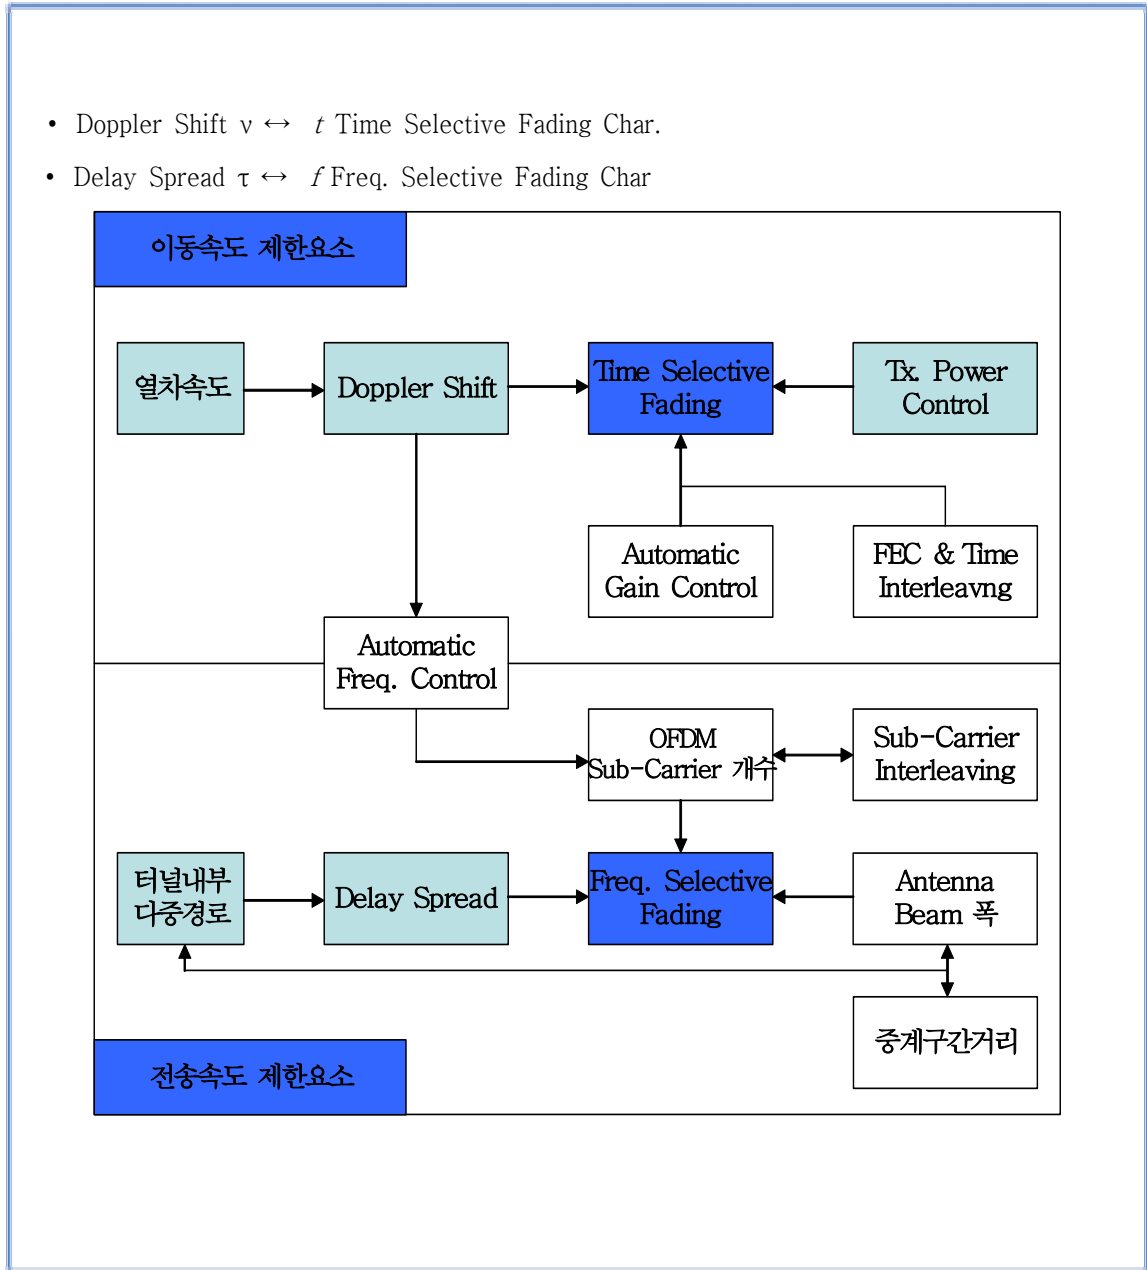 • Doppler Shift ν ↔ t Time Selective Fading Char.
• Delay Spread τ ↔ f Freq. Selective Fading Char
이동속도 제한요소
열차속도
Doppler Shift
Time Selective
Fading
Tx. Power
Control
Automatic
Gain Control
FEC & Time
Interleavng
Automatic
Freq. Control
OFDM
Sub-Carrier 개수
Sub-Carrier
Interleaving
터널내부
다중경로
Delay Spread
Freq. Selective
Fading
Antenna
Beam 폭
중계구간거리
전송속도 제한요소